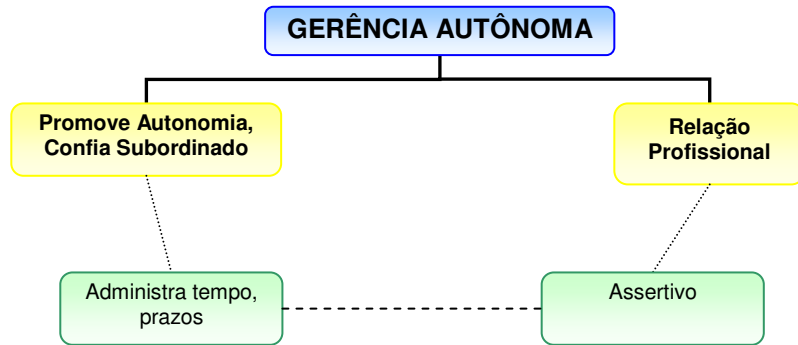 GERÊNCIA AUTÔNOMA
Promove Autonomia,
Confia Subordinado
Relação
Profissional
Administra tempo,
prazos
Assertivo